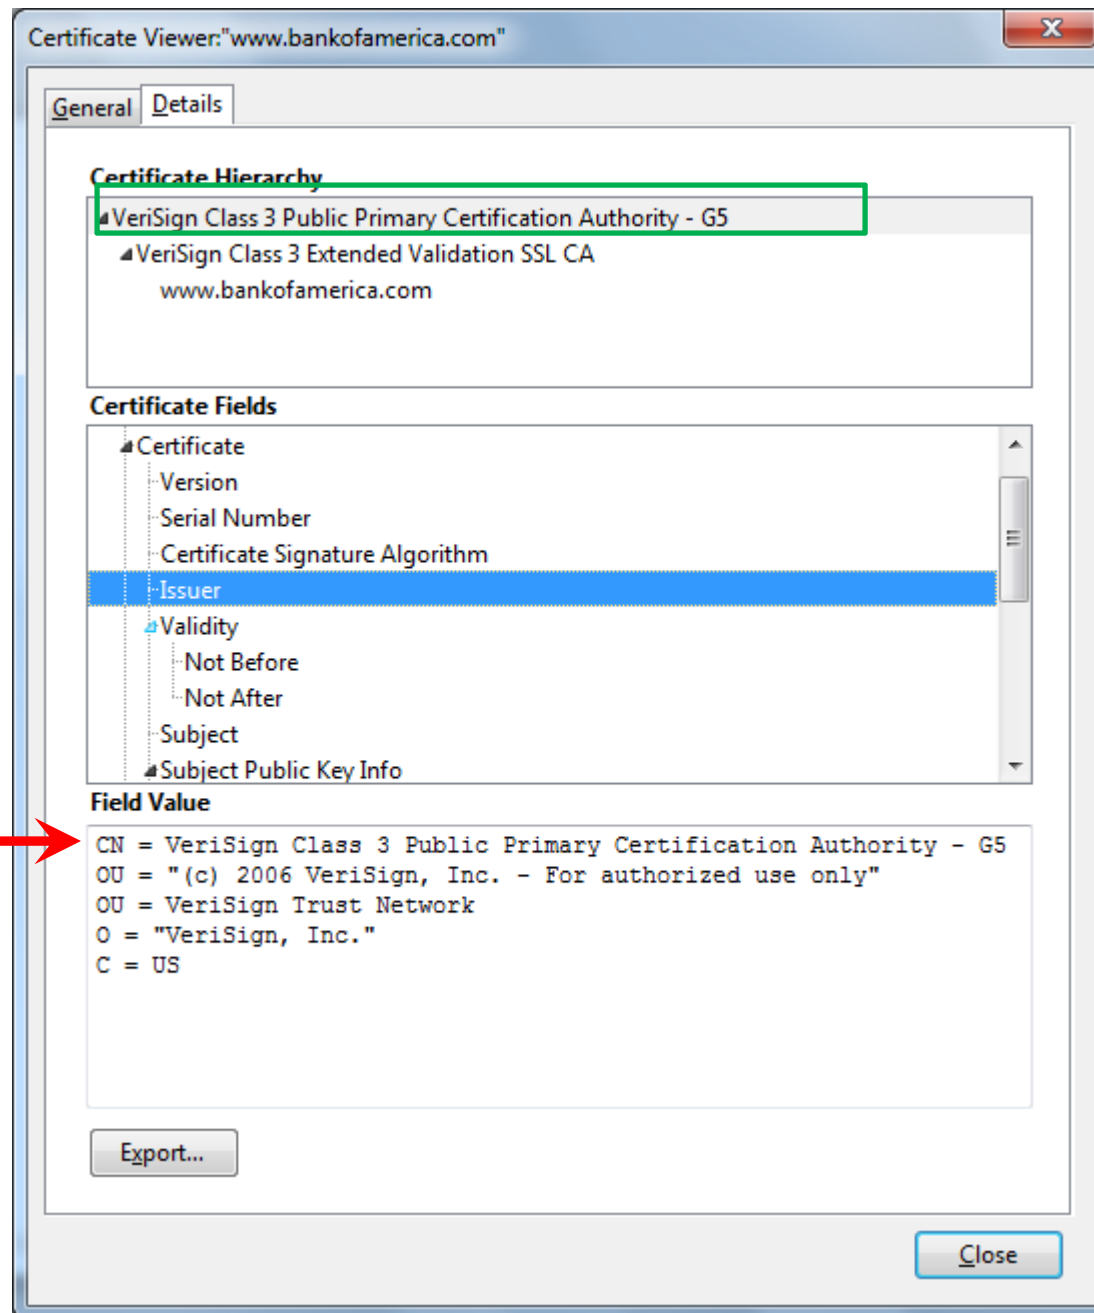 Certificate Viewer:"www.bankofamerica.com"
General Details
Certificate Hierarchy
VeriSign Class 3 Public Primary Certification Authority - G5
VeriSign Class 3 Extended Validation SSL CA
www.bankofamerica.com
Certificate Fields
Certificate
Version
Serial Number
Certificate Signature Algorithm
Issuer
Validity
Not Before
Not After
Subject
Subject Public Key Info
Field Value
CN = VeriSign Class 3 Public Primary Certification Authority - G5
OU = "(c) 2006 VeriSign, Inc. - For authorized use only"
OU = VeriSign Trust Network
O = "VeriSign, Inc."
C = US
Export...
Close